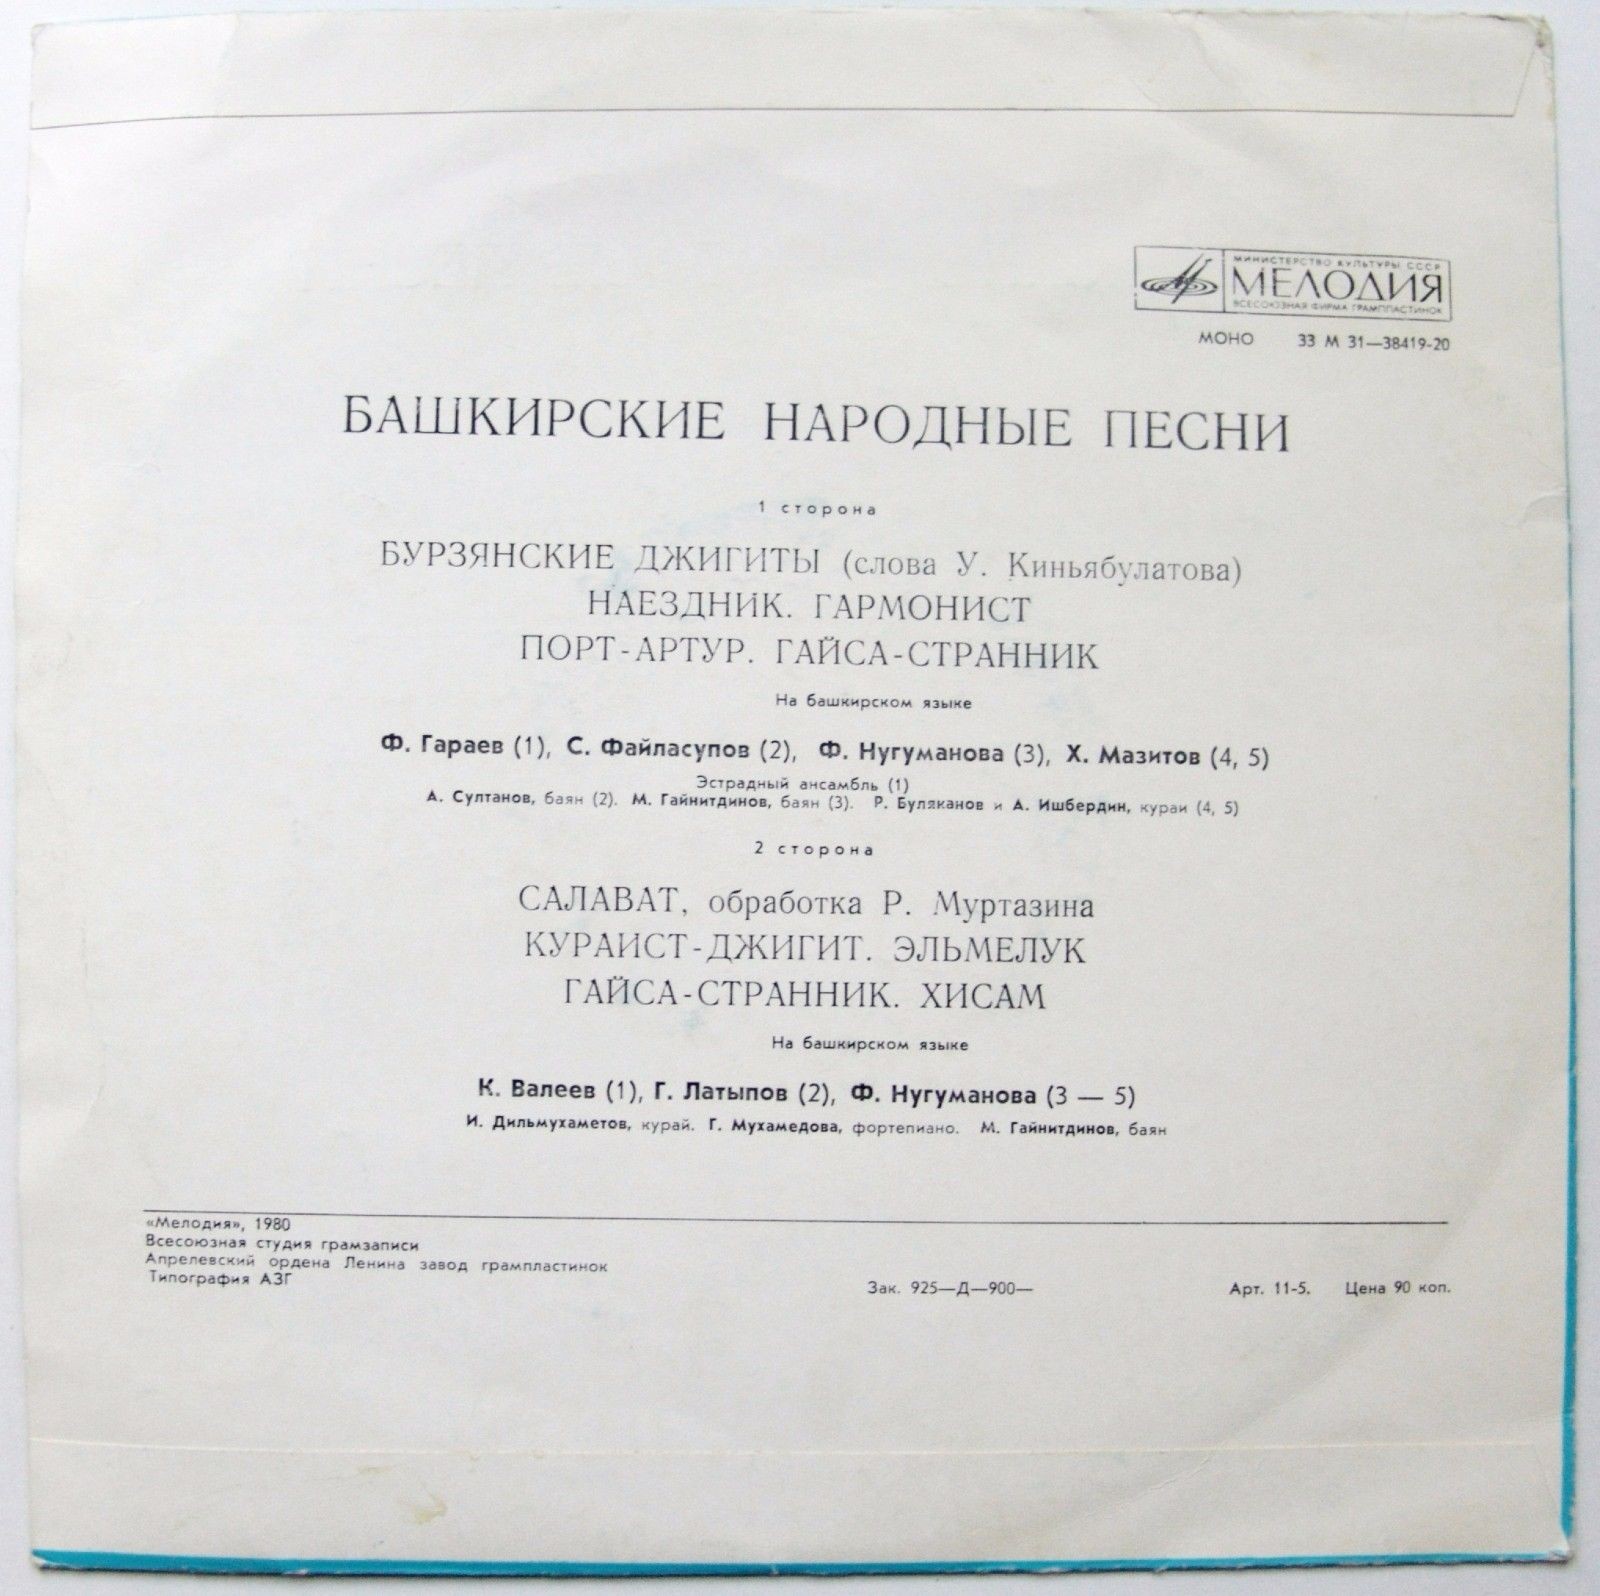 МИНИСТЕРСТВО КУЛЬТУРЫ СССР
МЕЛОДИЯ
ВСЕСОЮЗНАЯ ФИРМА ГРАМПЛАСТИНОК
МОНО 33 М 31—38419-20
БАШКИРСКИЕ НАРОДНЫЕ ПЕСНИ
1 сторона
БУРЗЯНСКИЕ ДЖИГИТЫ (слова У. Киньябулатова)
НАЕЗДНИК. ГАРМОНИСТ
ПОРТ-АРТУР. ГАЙСА-СТРАННИК
На башкирском языке
Ф. Гараев (1), С. Файласупов (2), Ф. Нугуманова (3), Х. Мазитов (4, 5)
Эстрадный ансамбль (1)
А. Султанов, баян (2). М. Гайнитдинов, баян (3). Р. Буляканов и А. Ишбердин, кураи (4, 5)
2 сторона
САЛАВАТ, обработка Р. Муртазина
КУРАИСТ-ДЖИГИТ. ЭЛЬМЕЛУК
ГАЙСА-СТРАННИК. ХИСАМ
На башкирском языке
К. Валеев (1), Г. Латыпов (2), Ф. Нугуманова (3 — 5)
И. Дильмухаметов, курай. Г. Мухамедова, фортепиано. М. Гайнитдинов, баян
«Мелодия», 1980
Всесоюзная студия грамзаписи
Апрелевский ордена Ленина завод грампластинок
Типография АЗГ
Зак. 925—Д—900— Арт. 11-5. Цена 90 коп.